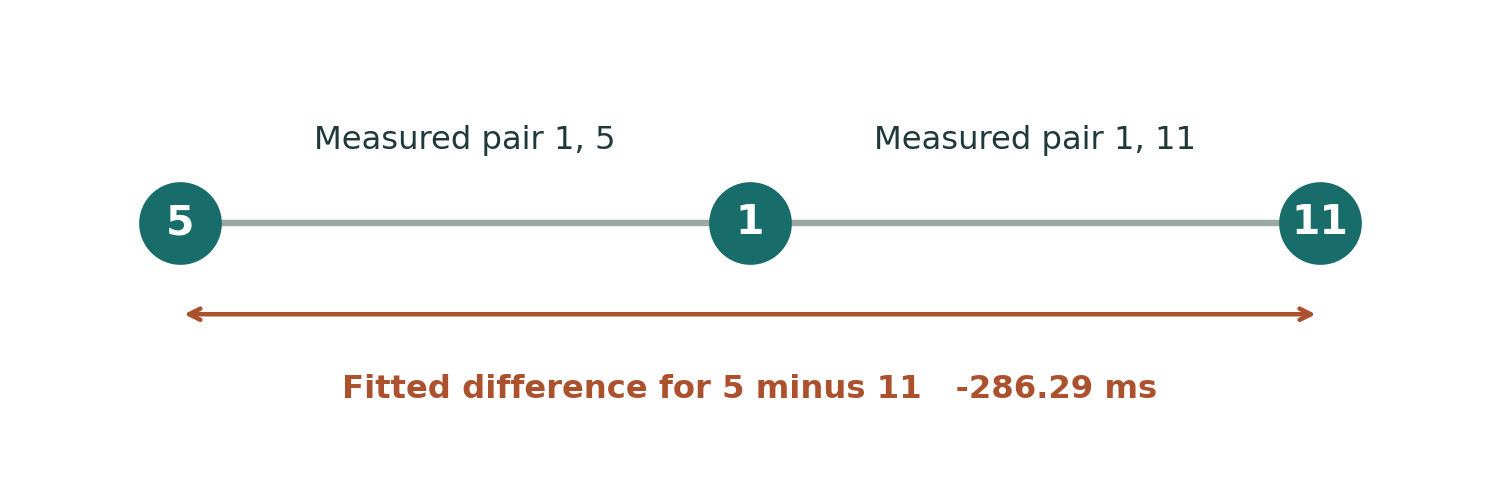 Measured pair 1, 5
Measured pair 1, 11
5
1
11
Fitted difference for 5 minus 11   -286.29 ms